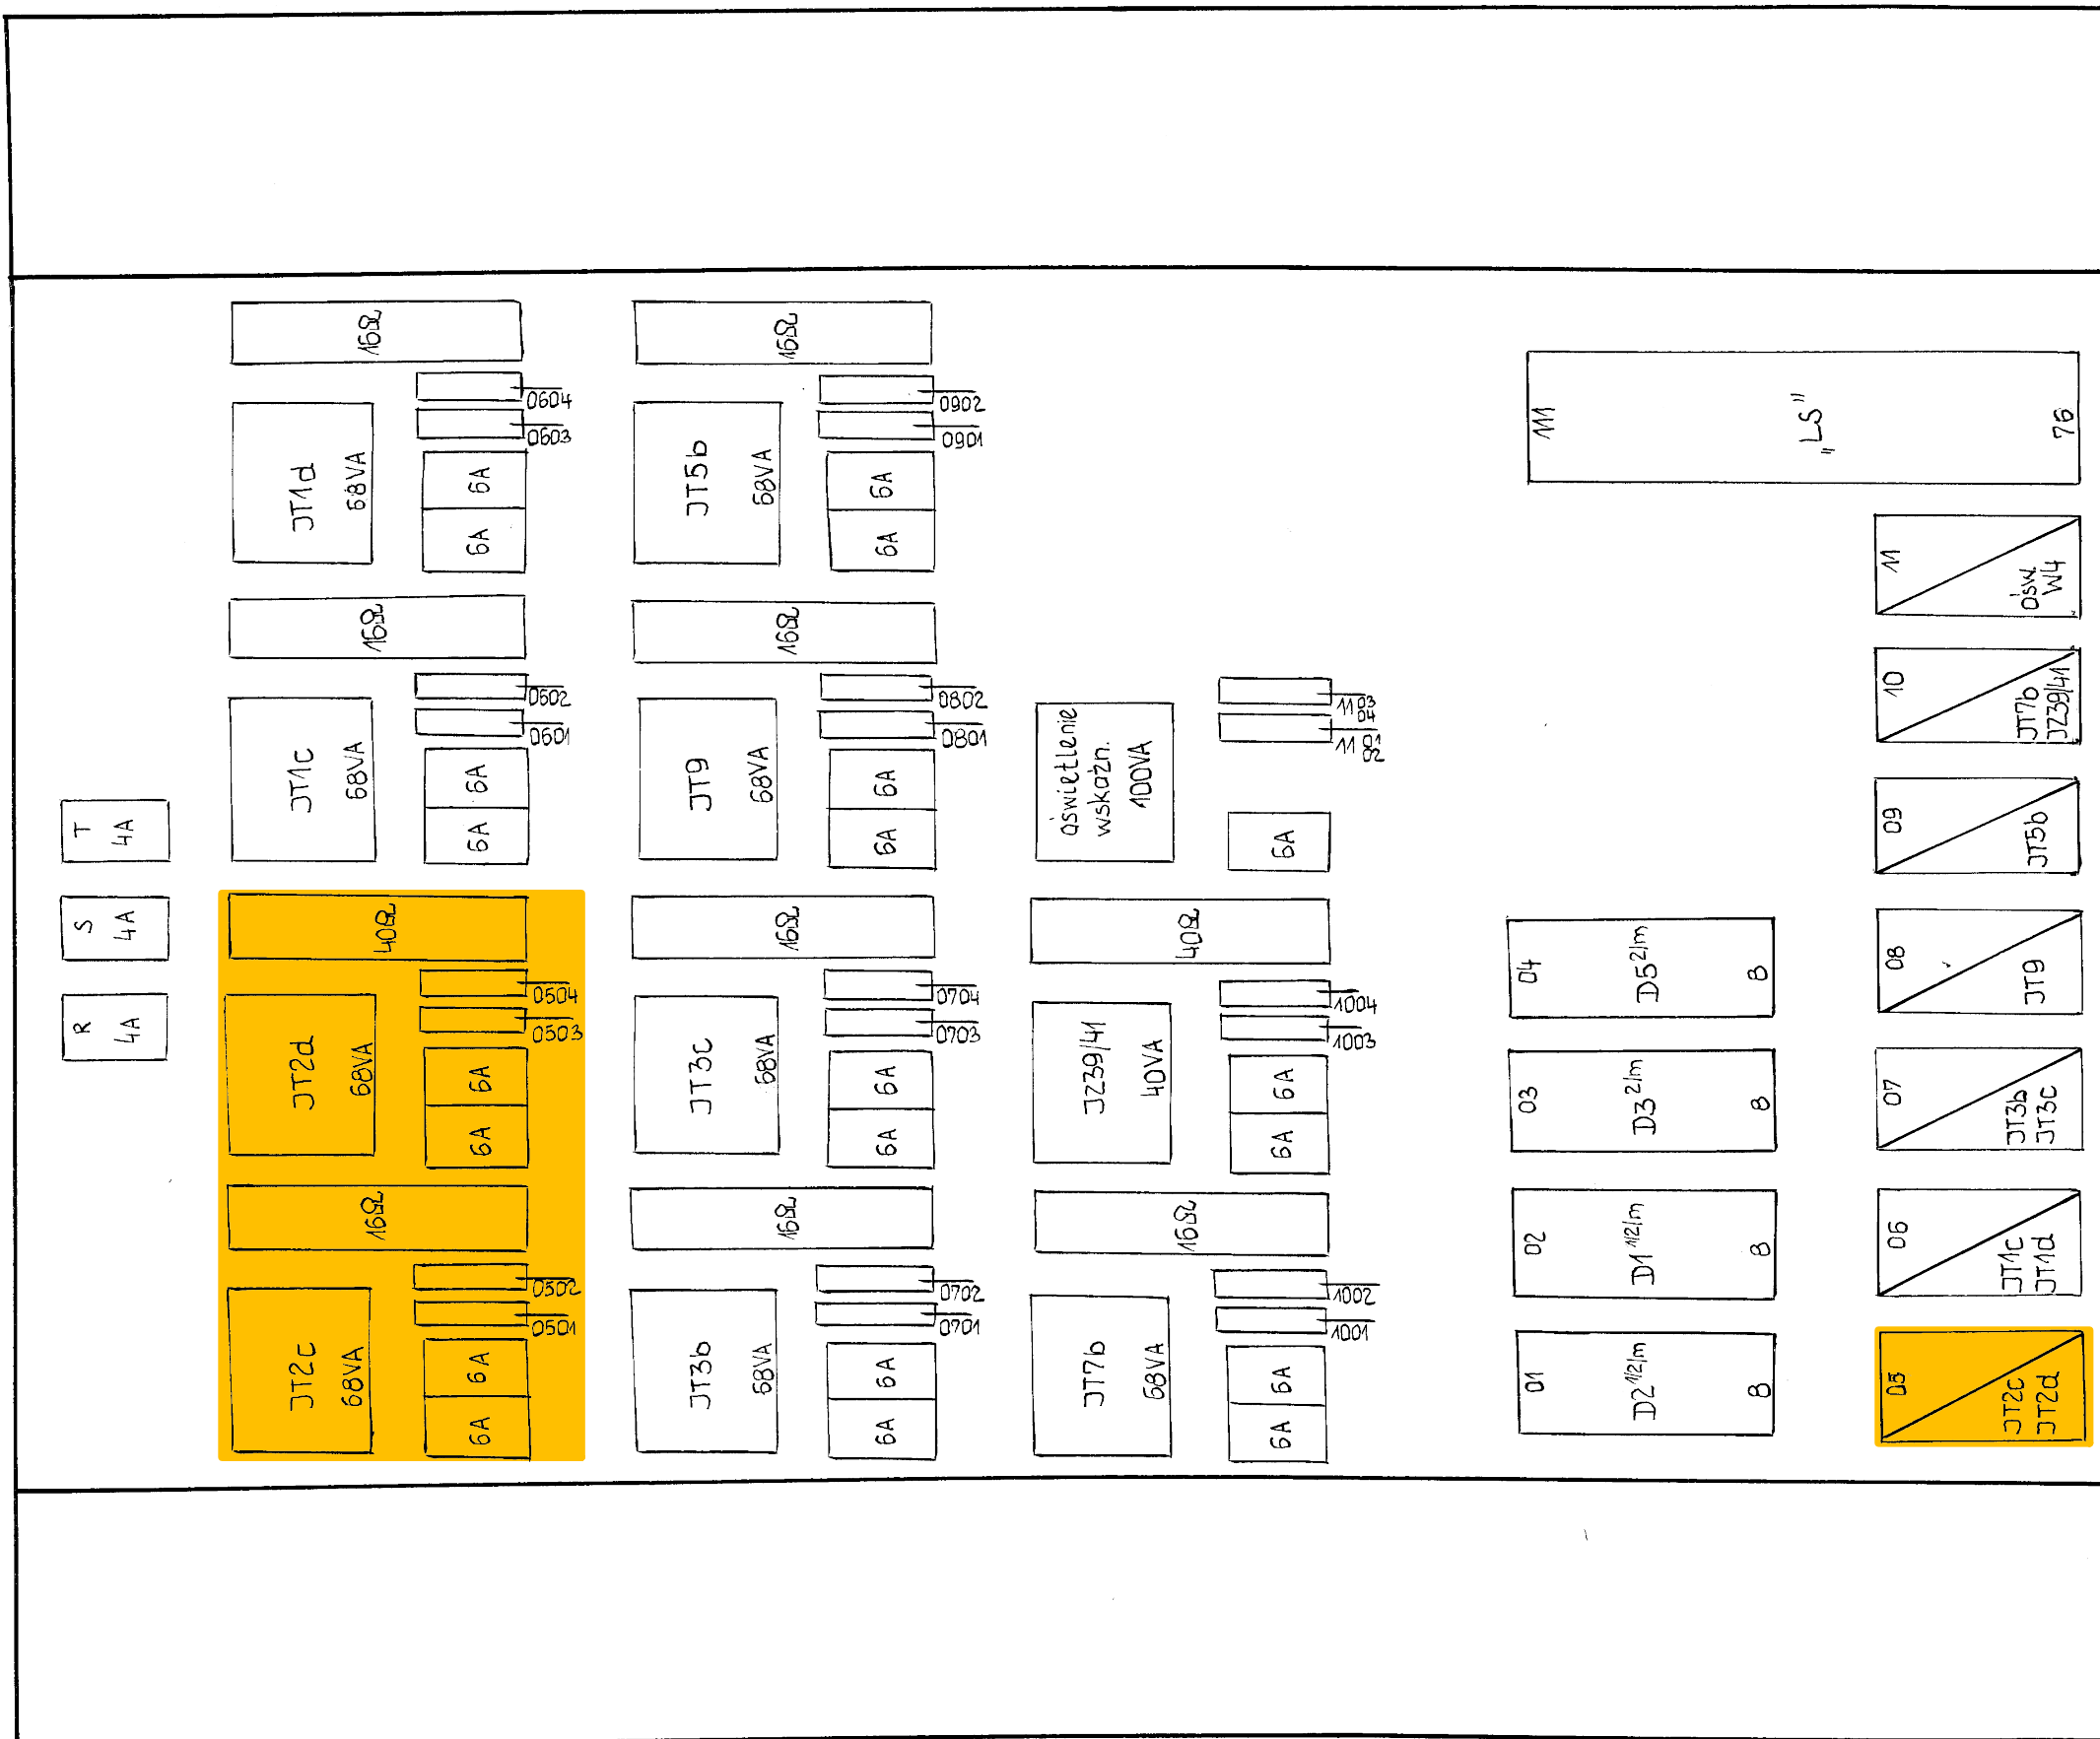 R
4A
S
4A
T
4A
JT2c
68VA
6A
6A
0501
0502
16Ω
JT2d
68VA
6A
6A
0503
0504
40Ω
JT1c
68VA
6A
6A
0601
0602
16Ω
JT1d
68VA
6A
6A
0603
0604
16Ω
JT3b
68VA
6A
6A
0701
0702
16Ω
JT3c
68VA
6A
6A
0703
0704
16Ω
JT9
68VA
6A
6A
0801
0802
16Ω
JT5b
68VA
6A
6A
0901
0902
16Ω
JT7b
68VA
6A
6A
1001
1002
16Ω
JZ39/41
40VA
6A
6A
1003
1004
40Ω
oświetlenie
wskaźn.
100VA
6A
1101
02
1103
04
01
D2 1/2/m
8
02
D1 1/2/m
8
03
D3 2/m
8
04
D5 2/m
8
111
„LS”
76
05
JT2c
JT2d
06
JT1c
JT1d
07
JT3b
JT3c
08
JT9
09
JT5b
10
JT7b
JZ39/41
11
ośw.
W4